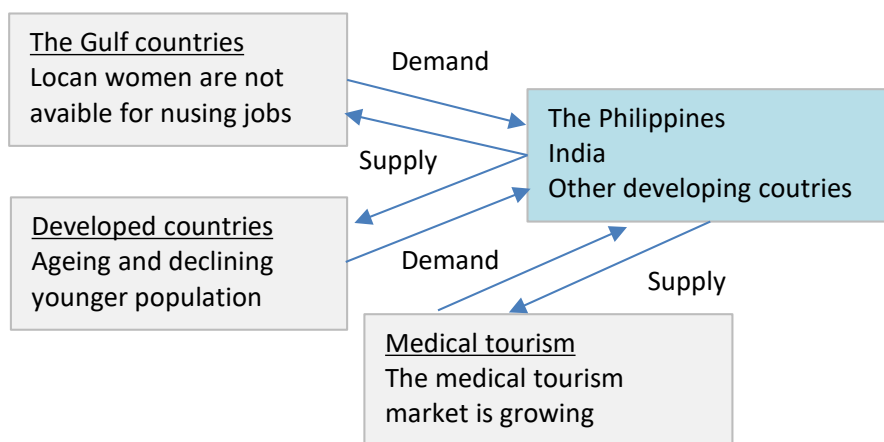 The Gulf countries
Locan women are not
avaible for nusing jobs
Demand
The Philippines
India
Other developing coutries
Supply
Developed countries
Ageing and declining
younger population
Demand
Supply
Medical tourism
The medical tourism
market is growing